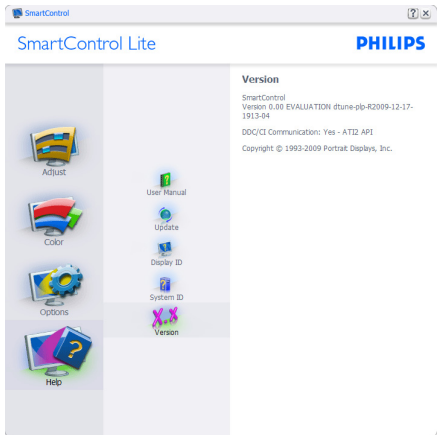 SmartControl
SmartControl Lite
PHILIPS
Adjust
Color
Options
Help
User Manual
Update
Display ID
System ID
X.X
Version
Version
SmartControl
Version 0.00 EVALUATION dtune-plp-R2009-12-17-
1913-04
DDC/CI Communication: Yes - ATI2 API
Copyright © 1993-2009 Portrait Displays, Inc.